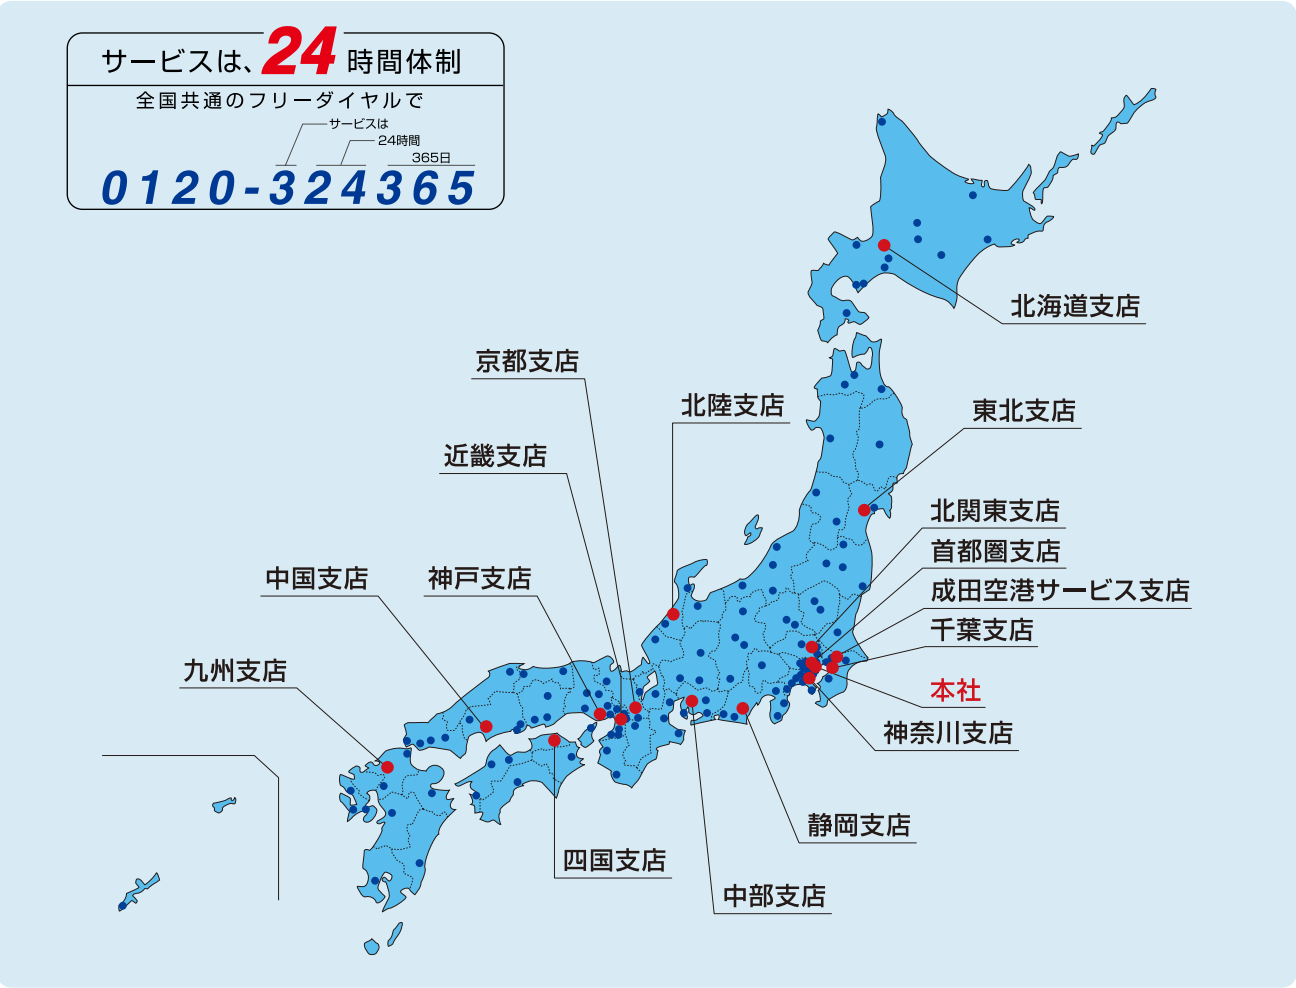 サービスは、24時間体制
全国共通のフリーダイヤルで
サービスは
24時間
365日
0120-324365
北海道支店
京都支店
北陸支店
東北支店
近畿支店
北関東支店
首都圏支店
中国支店
神戸支店
成田空港サービス支店
千葉支店
九州支店
本社
神奈川支店
静岡支店
四国支店
中部支店